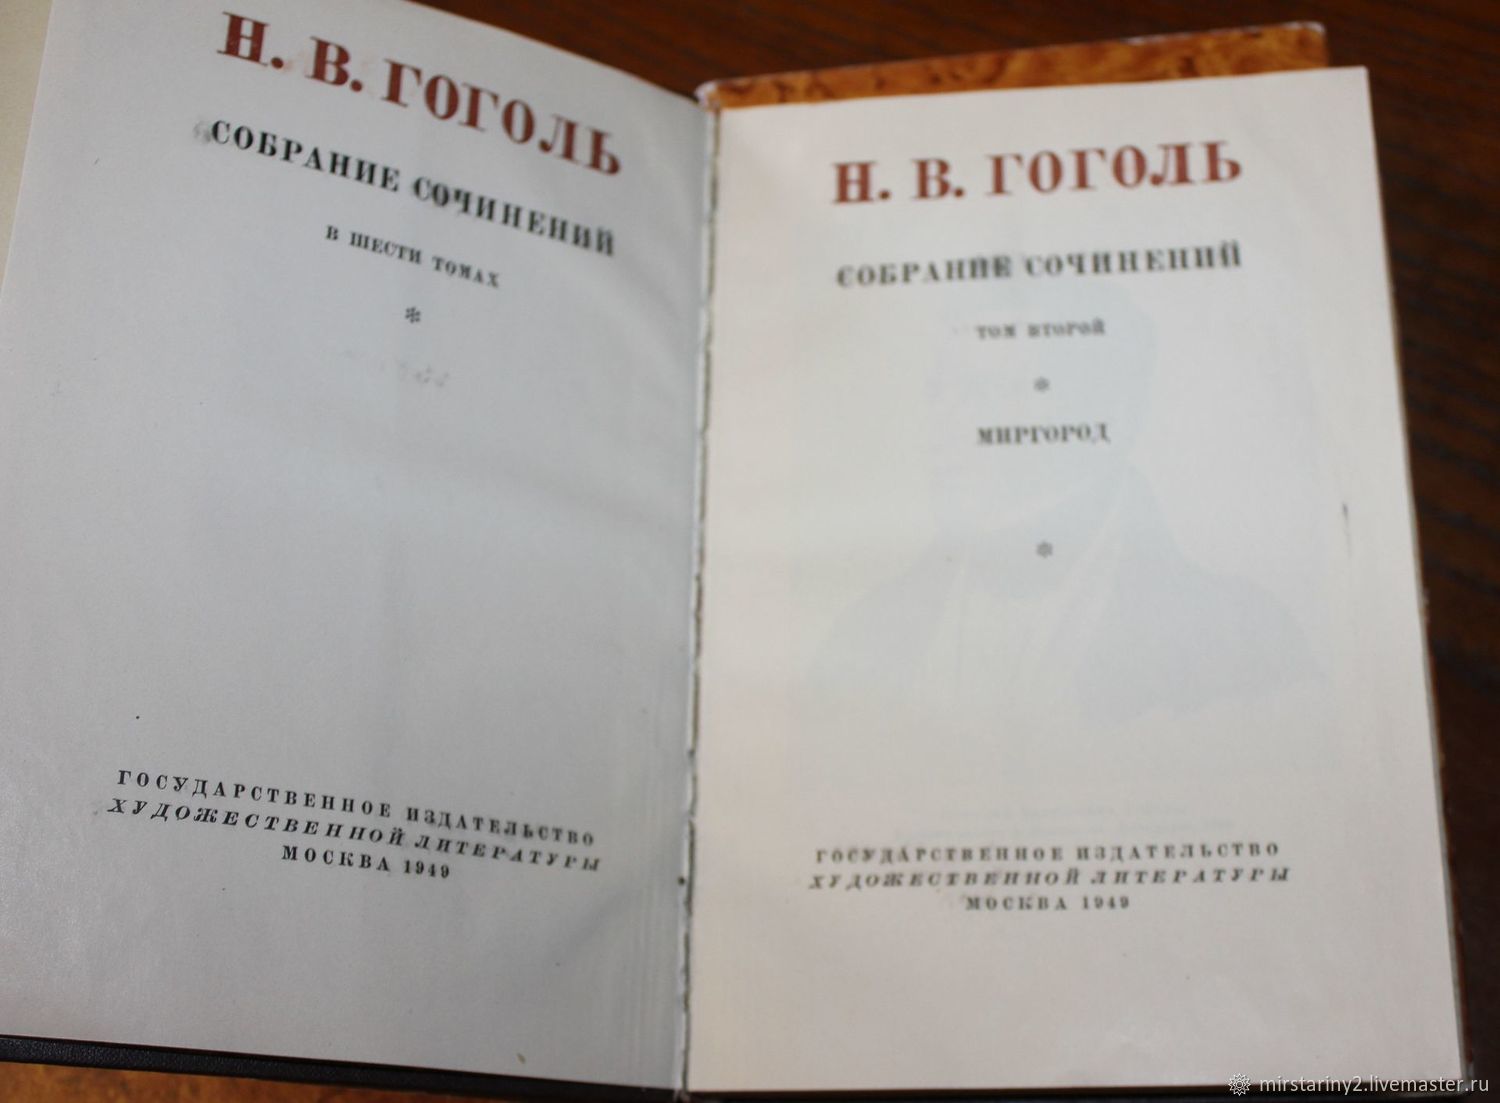 Н. В. ГОГОЛЬ
СОБРАНИЕ СОЧИНЕНИЙ
В ШЕСТИ ТОМАХ
*
ГОСУДАРСТВЕННОЕ ИЗДАТЕЛЬСТВО
ХУДОЖЕСТВЕННОЙ ЛИТЕРАТУРЫ
МОСКВА 1949
Н. В. ГОГОЛЬ
СОБРАНИЕ СОЧИНЕНИЙ
ТОМ ВТОРОЙ
*
МИРГОРОД
*
ГОСУДАРСТВЕННОЕ ИЗДАТЕЛЬСТВО
ХУДОЖЕСТВЕННОЙ ЛИТЕРАТУРЫ
МОСКВА 1949
mirstariny2.livemaster.ru